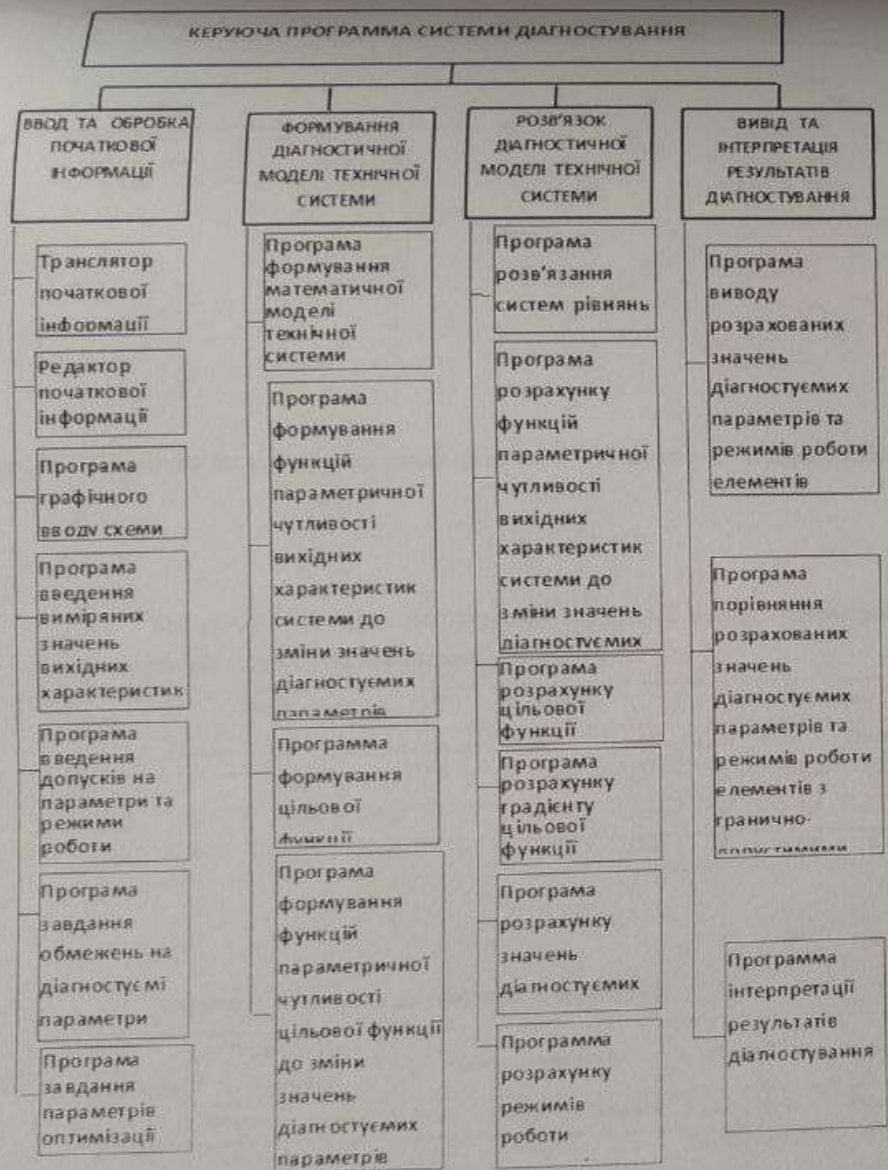 КЕРУЮЧА ПРОГРАММА СИСТЕМИ ДІАГНОСТУВАННЯ
ВВОД ТА ОБРОБКА
ПОЧАТКОВОЇ
ІНФОРМАЦІЇ
Транслятор
початкової
інформації
Редактор
початкової
інформації
Програма
графічного
вводу схеми
Програма
введення
виміряних
значень
вихідних
характеристик
Програма
введення
допусків на
параметри та
режими
роботи
Програма
завдання
обмежень на
діагностуємі
параметри
Програма
завдання
параметрів
оптимізації
ФОРМУВАННЯ
ДІАГНОСТИЧНОЇ
МОДЕЛІ ТЕХНІЧНОЇ
СИСТЕМИ
Програма
формування
математичної
моделі
технічної
системи
Програма
формування
функцій
параметричної
чутливості
вихідних
характеристик
системи до
зміни значень
діагностуємих
параметрів
Программа
формування
цільової
функції
Програма
формування
функцій
параметричної
чутливості
цільової функції
до зміни
значень
діагностуємих
параметрів
РОЗВ'ЯЗОК
ДІАГНОСТИЧНОЇ
МОДЕЛІ ТЕХНІЧНОЇ
СИСТЕМИ
Програма
розв'язання
систем рівнянь
Програма
розрахунку
функцій
параметричної
чутливості
вихідних
характеристик
системи до
зміни значень
діагностуємих
Програма
розрахунку
цільової
функції
Програма
розрахунку
градієнту
цільової
функції
Програма
розрахунку
значень
діагностуємих
Программа
розрахунку
режимів
роботи
ВИВІД ТА
ІНТЕРПРЕТАЦІЯ
РЕЗУЛЬТАТІВ
ДІАГНОСТУВАННЯ
Програма
виводу
розрахованих
значень
діагностуємих
параметрів та
режимів роботи
елементів
Програма
порівняння
розрахованих
значень
діагностуємих
параметрів та
режимів роботи
елементів з
гранично-
допустимими
Программа
інтерпретації
результатів
діагностування